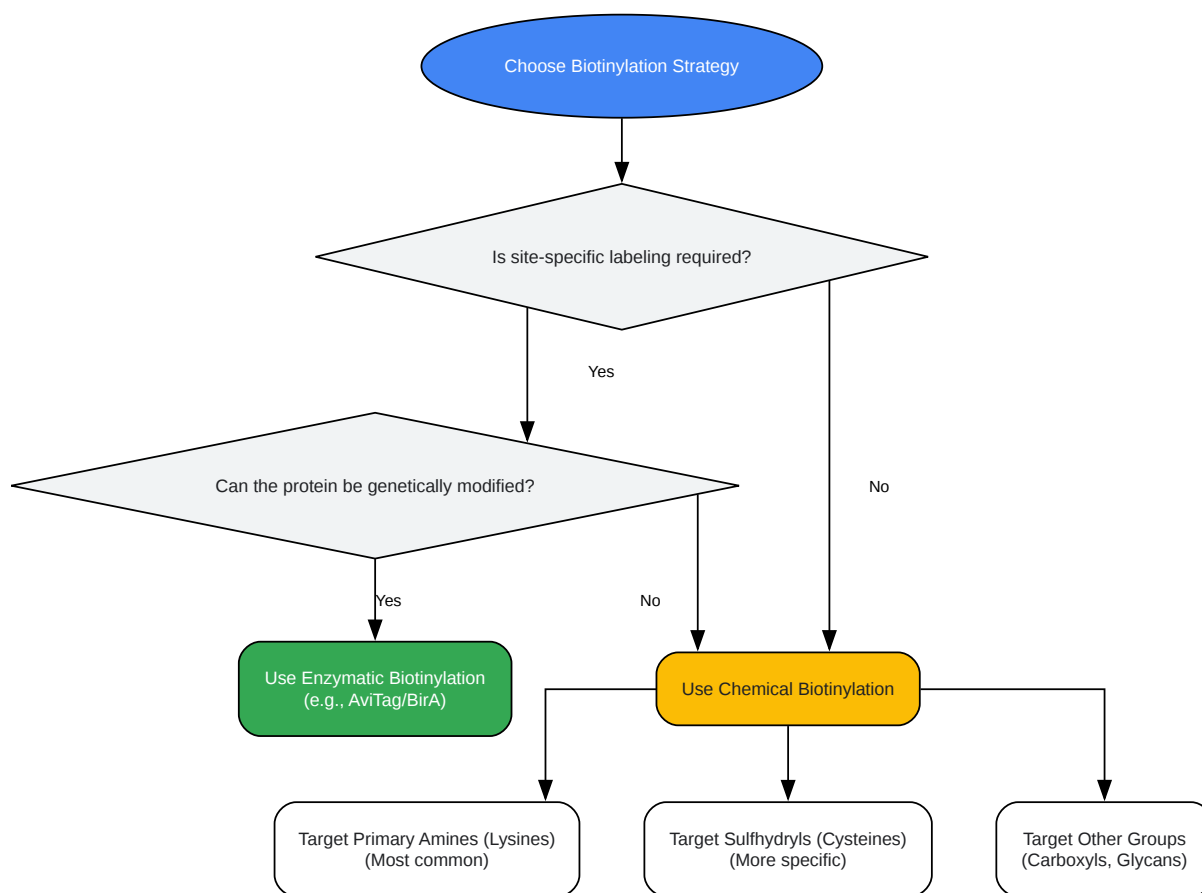 Choose Biotinylation Strategy
Is site-specific labeling required?
Yes
Can the protein be genetically modified?
No
Yes
No
Use Enzymatic Biotinylation
(e.g., AviTag/BirA)
Use Chemical Biotinylation
Target Primary Amines (Lysines)
(Most common)
Target Sulfhydryls (Cysteines)
(More specific)
Target Other Groups
(Carboxyls, Glycans)